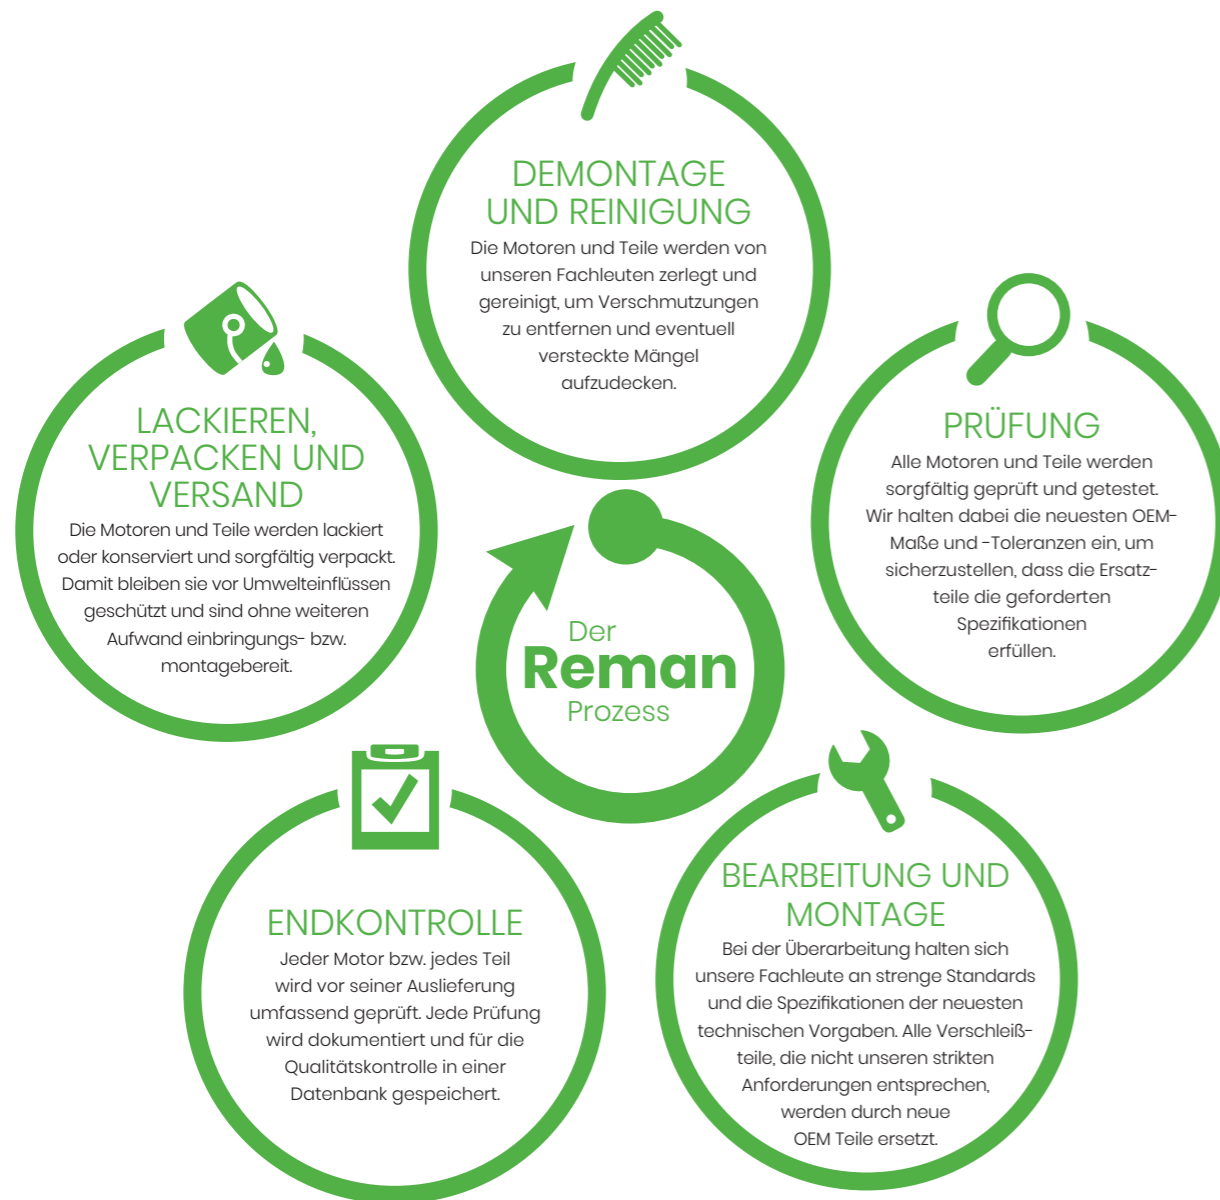 DEMONTAGE
UND REINIGUNG
Die Motoren und Teile werden von
unseren Fachleuten zerlegt und
gereinigt, um Verschmutzungen
zu entfernen und eventuell
versteckte Mängel
aufzudecken.
PRÜFUNG
Alle Motoren und Teile werden
sorgfältig geprüft und getestet.
Wir halten dabei die neuesten OEM-
Maße und -Toleranzen ein, um
sicherzustellen, dass die Ersatz-
teile die geforderten
Spezifikationen
erfüllen.
BEARBEITUNG UND
MONTAGE
Bei der Überarbeitung halten sich
unsere Fachleute an strenge Standards
und die Spezifikationen der neuesten
technischen Vorgaben. Alle Verschleiß-
teile, die nicht unseren strikten
Anforderungen entsprechen,
werden durch neue
OEM Teile ersetzt.
ENDKONTROLLE
Jeder Motor bzw. jedes Teil
wird vor seiner Auslieferung
umfassend geprüft. Jede Prüfung
wird dokumentiert und für die
Qualitätskontrolle in einer
Datenbank gespeichert.
LACKIEREN,
VERPACKEN UND
VERSAND
Die Motoren und Teile werden lackiert
oder konserviert und sorgfältig verpackt.
Damit bleiben sie vor Umwelteinflüssen
geschützt und sind ohne weiteren
Aufwand einbringungs- bzw.
montagebereit.
Der
Reman
Prozess